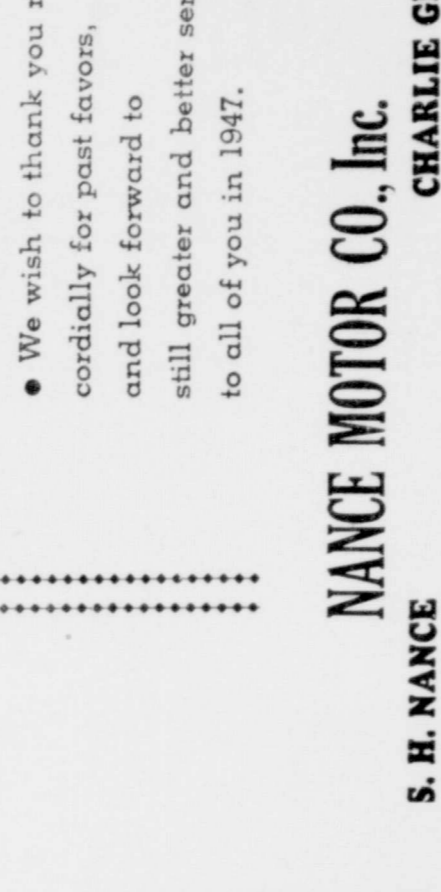 We wish to thank you
cordially for past favors,
and look forward to
still greater and better
to all of you in 1947.
NANCE MOTOR CO., Inc.
S. H. NANCE CHARLIE